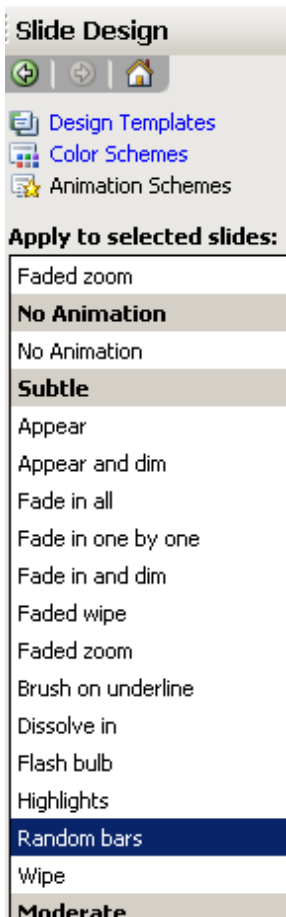 Slide Design
Design Templates
Color Schemes
Animation Schemes
Apply to selected slides:
Faded zoom
No Animation
No Animation
Subtle
Appear
Appear and dim
Fade in all
Fade in one by one
Fade in and dim
Faded wipe
Faded zoom
Brush on underline
Dissolve in
Flash bulb
Highlights
Random bars
Wipe
Moderate